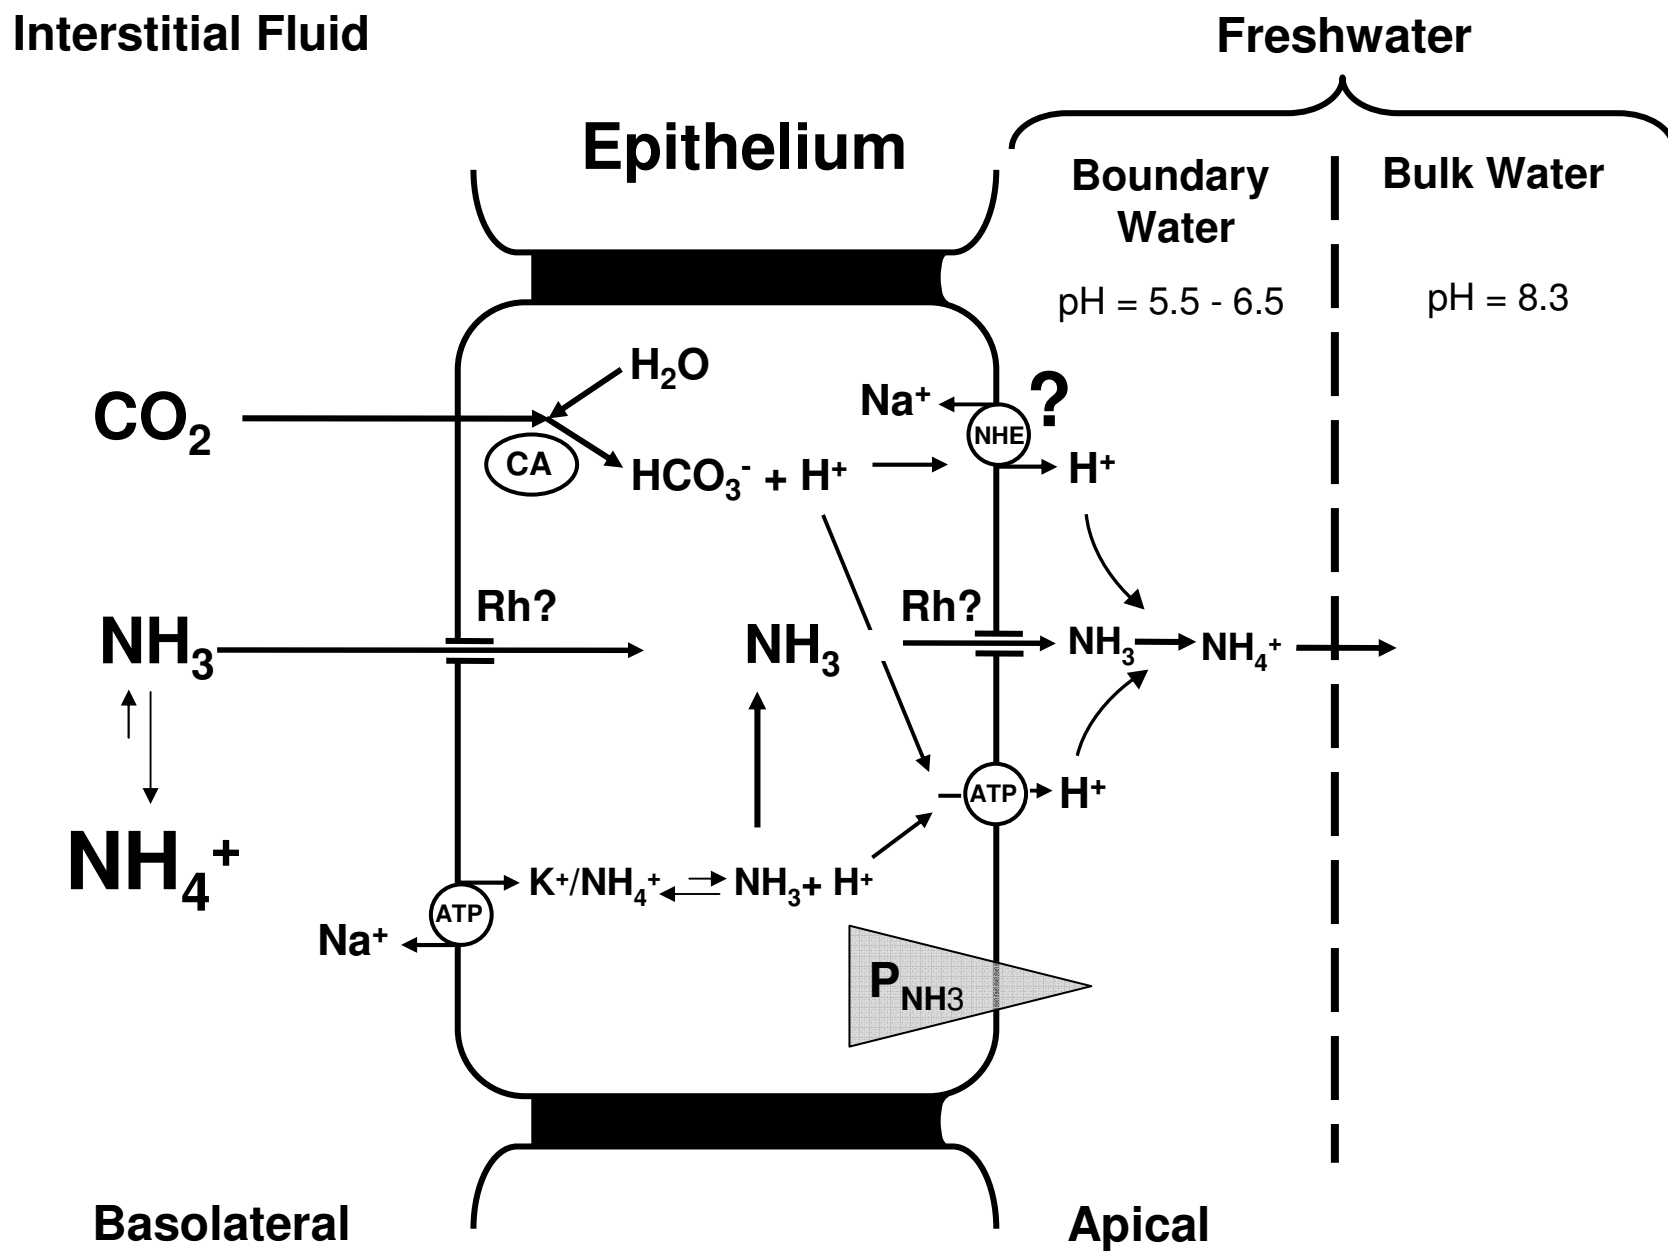 Interstitial Fluid
Freshwater
Epithelium
Boundary
Water
Bulk Water
pH = 5.5 - 6.5
pH = 8.3
H₂O
CO₂
CA
HCO₃⁻ + H⁺
Na⁺
?
NHE
H⁺
Rh?
Rh?
NH₃
NH₃
NH₃
NH₄⁺
NH₄⁺
ATP
H⁺
K⁺/NH₄⁺
NH₃+ H⁺
ATP
Na⁺
P NH3
Basolateral
Apical